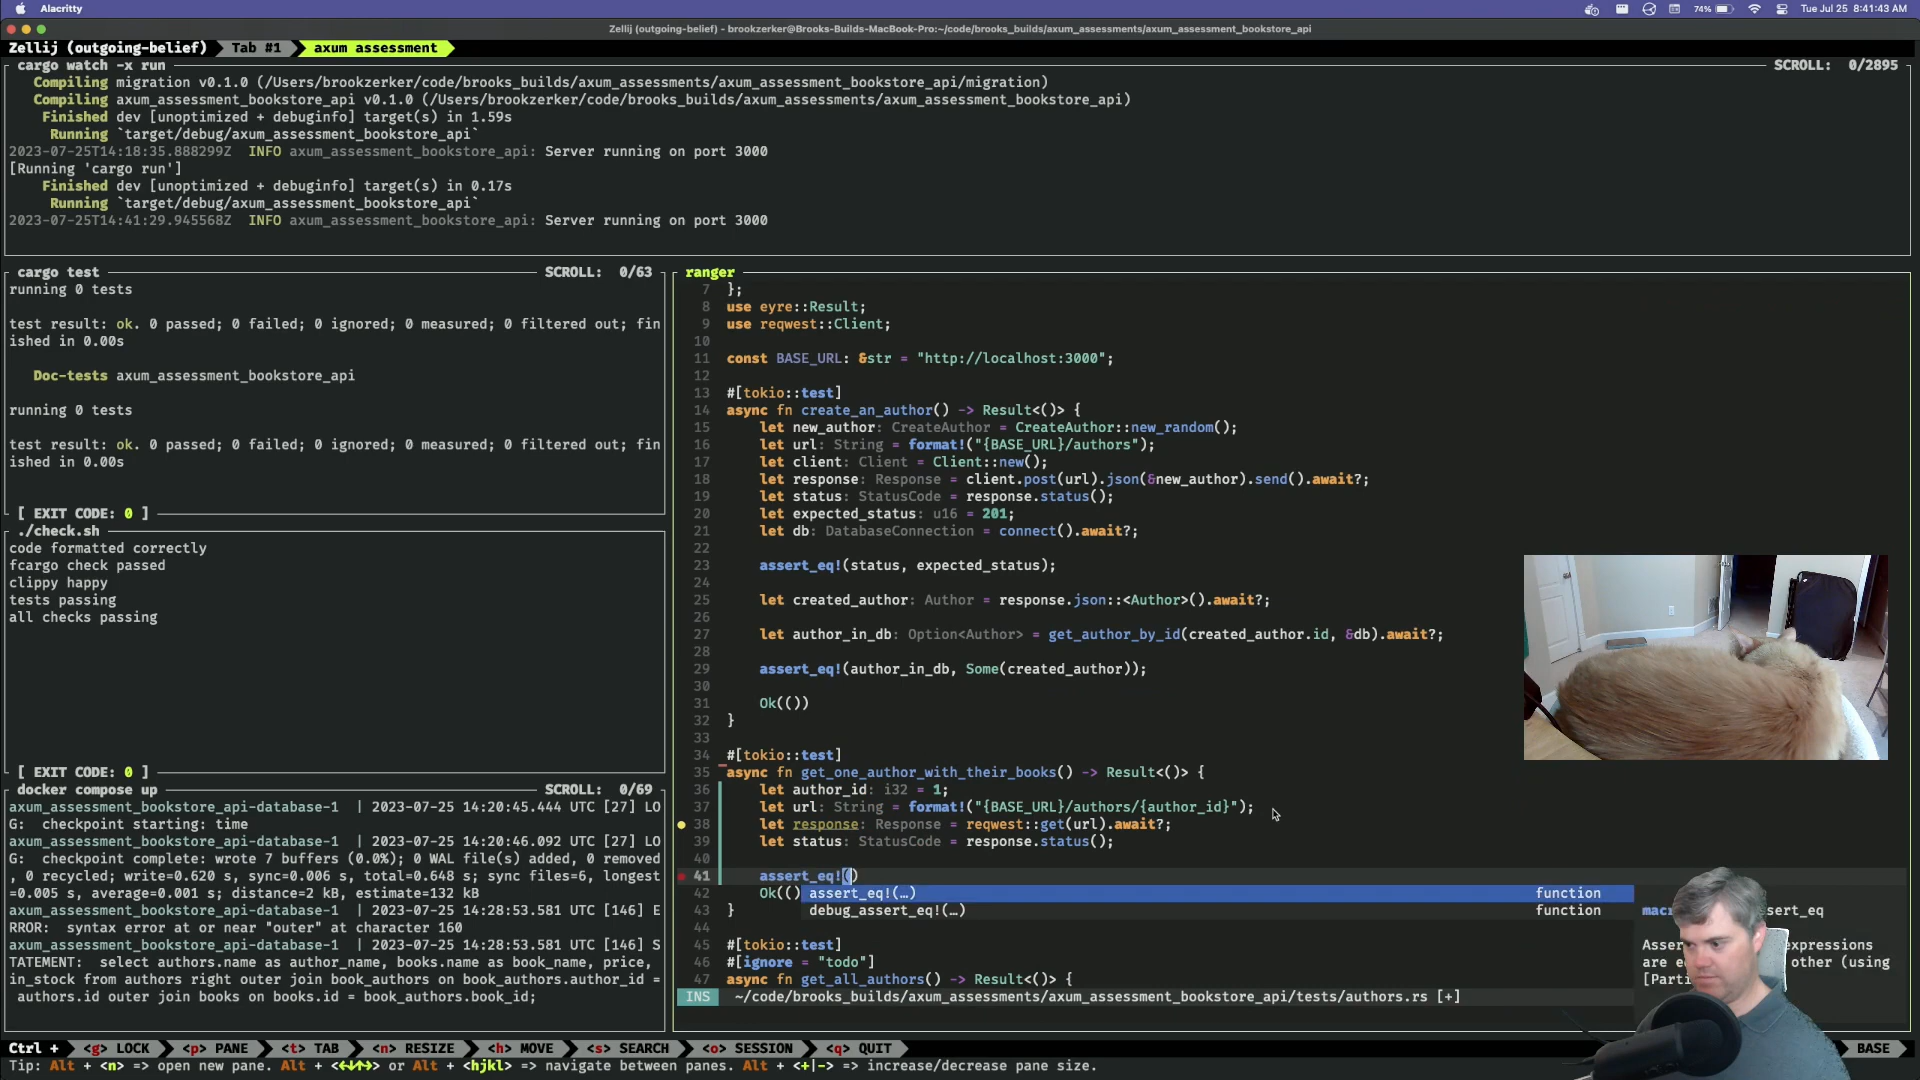 Alacritty
74%
Tue Jul 25 8:41:43 AM
Zellij (outgoing-belief) - brookzerker@Brooks-Builds-MacBook-Pro:~/code/brooks_builds/axum_assessments/axum_assessment_bookstore_api
Zellij (outgoing-belief) Tab #1 axum assessment
cargo watch -x run SCROLL: 0/2895
Compiling migration v0.1.0 (/Users/brookzerker/code/brooks_builds/axum_assessments/axum_assessment_bookstore_api/migration)
Compiling axum_assessment_bookstore_api v0.1.0 (/Users/brookzerker/code/brooks_builds/axum_assessments/axum_assessment_bookstore_api)
Finished dev [unoptimized + debuginfo] target(s) in 1.59s
Running `target/debug/axum_assessment_bookstore_api`
2023-07-25T14:18:35.888299Z INFO axum_assessment_bookstore_api: Server running on port 3000
[Running 'cargo run']
Finished dev [unoptimized + debuginfo] target(s) in 0.17s
Running `target/debug/axum_assessment_bookstore_api`
2023-07-25T14:41:29.945568Z INFO axum_assessment_bookstore_api: Server running on port 3000
cargo test SCROLL: 0/63
running 0 tests
test result: ok. 0 passed; 0 failed; 0 ignored; 0 measured; 0 filtered out; fin
ished in 0.00s
Doc-tests axum_assessment_bookstore_api
running 0 tests
test result: ok. 0 passed; 0 failed; 0 ignored; 0 measured; 0 filtered out; fin
ished in 0.00s
[ EXIT CODE: 0 ]
./check.sh
code formatted correctly
fcargo check passed
clippy happy
tests passing
all checks passing
[ EXIT CODE: 0 ]
docker compose up SCROLL: 0/69
axum_assessment_bookstore_api-database-1 | 2023-07-25 14:20:45.444 UTC [27] LO
G: checkpoint starting: time
axum_assessment_bookstore_api-database-1 | 2023-07-25 14:20:46.092 UTC [27] LO
G: checkpoint complete: wrote 7 buffers (0.0%); 0 WAL file(s) added, 0 removed
, 0 recycled; write=0.620 s, sync=0.006 s, total=0.648 s; sync files=6, longest
=0.005 s, average=0.001 s; distance=2 kB, estimate=132 kB
axum_assessment_bookstore_api-database-1 | 2023-07-25 14:28:53.581 UTC [146] E
RROR: syntax error at or near "outer" at character 160
axum_assessment_bookstore_api-database-1 | 2023-07-25 14:28:53.581 UTC [146] S
TATEMENT: select authors.name as author_name, books.name as book_name, price,
in_stock from authors right outer join book_authors on book_authors.author_id =
authors.id outer join books on books.id = book_authors.book_id;
ranger
7 };
8 use eyre::Result;
9 use reqwest::Client;
10
11 const BASE_URL: &str = "http://localhost:3000";
12
13 #[tokio::test]
14 async fn create_an_author() -> Result<()> {
15 let new_author: CreateAuthor = CreateAuthor::new_random();
16 let url: String = format!("{BASE_URL}/authors");
17 let client: Client = Client::new();
18 let response: Response = client.post(url).json(&new_author).send().await?;
19 let status: StatusCode = response.status();
20 let expected_status: u16 = 201;
21 let db: DatabaseConnection = connect().await?;
22
23 assert_eq!(status, expected_status);
24
25 let created_author: Author = response.json::<Author>().await?;
26
27 let author_in_db: Option<Author> = get_author_by_id(created_author.id, &db).await?;
28
29 assert_eq!(author_in_db, Some(created_author));
30
31 Ok(())
32 }
33
34 #[tokio::test]
35 async fn get_one_author_with_their_books() -> Result<()> {
36 let author_id: i32 = 1;
37 let url: String = format!("{BASE_URL}/authors/{author_id}");
38 let response: Response = reqwest::get(url).await?;
39 let status: StatusCode = response.status();
40
41 assert_eq!()
42 Ok(() assert_eq!(…) function
43 } debug_assert_eq!(…) function
44
45 #[tokio::test]
46 #[ignore = "todo"]
47 async fn get_all_authors() -> Result<()> {
INS ~/code/brooks_builds/axum_assessments/axum_assessment_bookstore_api/tests/authors.rs [+]
Ctrl + <g> LOCK <p> PANE <t> TAB <n> RESIZE <h> MOVE <s> SEARCH <o> SESSION <q> QUIT BASE
Tip: Alt + <n> => open new pane. Alt + <←↓↑→> or Alt + <hjkl> => navigate between panes. Alt + <+|-> => increase/decrease pane size.